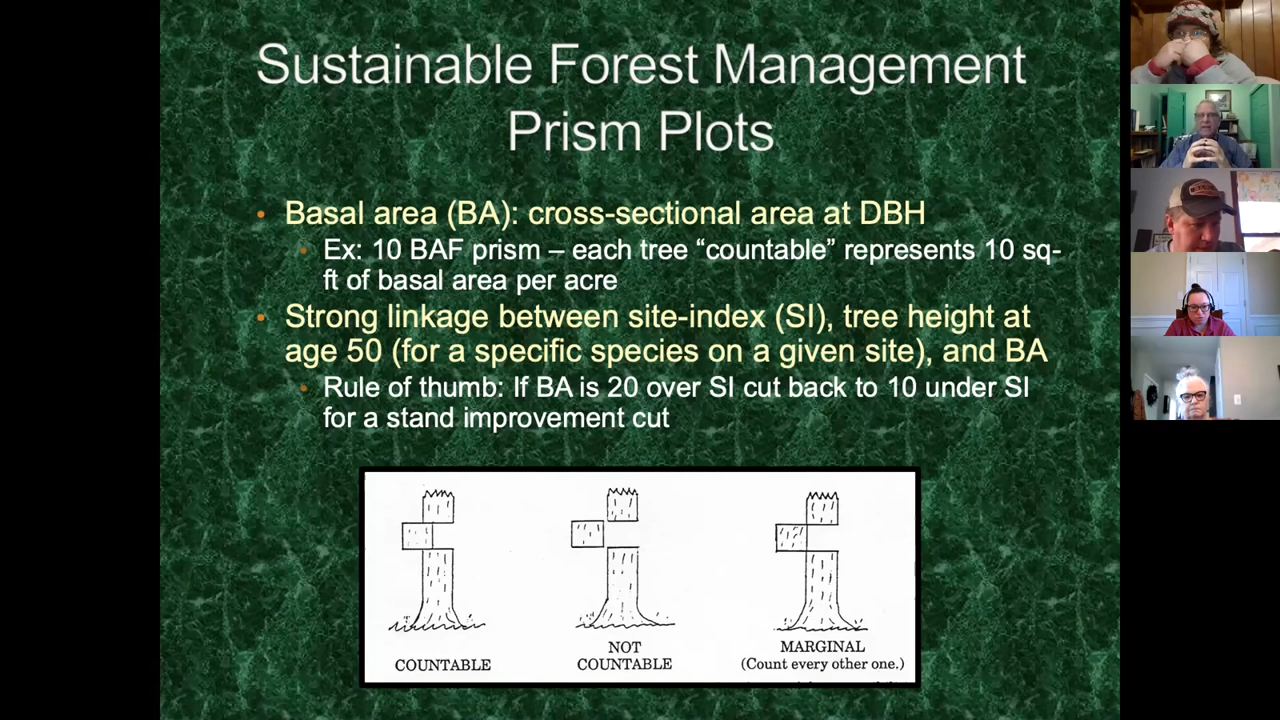 Sustainable Forest Management
Prism Plots
• Basal area (BA): cross-sectional area at DBH
• Ex: 10 BAF prism – each tree “countable” represents 10 sq-
ft of basal area per acre
• Strong linkage between site-index (SI), tree height at
age 50 (for a specific species on a given site), and BA
• Rule of thumb: If BA is 20 over SI cut back to 10 under SI
for a stand improvement cut
COUNTABLE
NOT
COUNTABLE
MARGINAL
(Count every other one.)